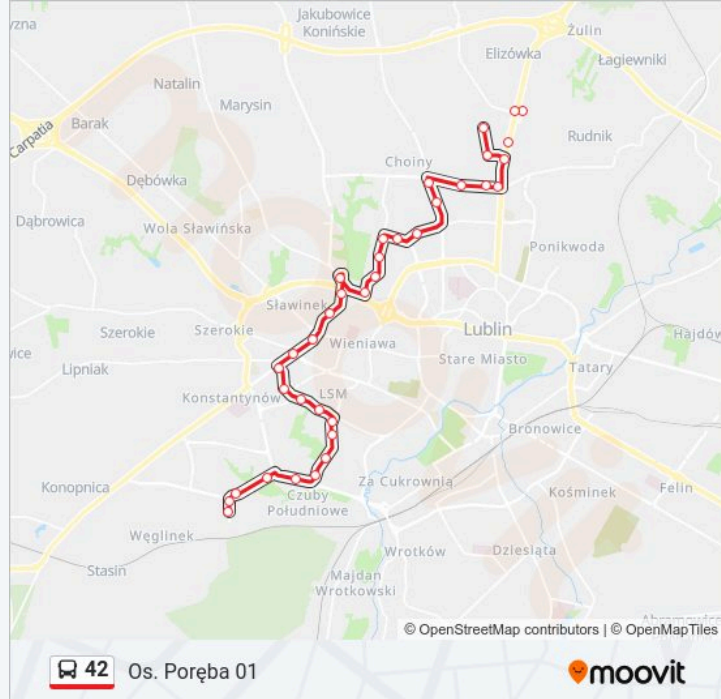 Jakubowice
Konińskie
Żulin
Elizówka
Łagiewniki
Natalin
Marysin
Barak
Carpatia
Rudnik
Choiny
Dębówka
Dąbrowica
Wola Sławińska
Ponikwoda
Sławinek
Szerokie
Szerokie
Lublin
Hajdów
Wieniawa
Stare Miasto
Tatary
Lipniak
Konstantynów
LSM
Bronowice
Konopnica
Za Cukrownią
Felin
Czuby
Południowe
Kośminek
Węglinek
Wrotków
Dziesiąta
Stasin
Majdan
Wrotkowski
© OpenStreetMap contributors | © OpenMapTiles
42 Os. Poręba 01
moovit